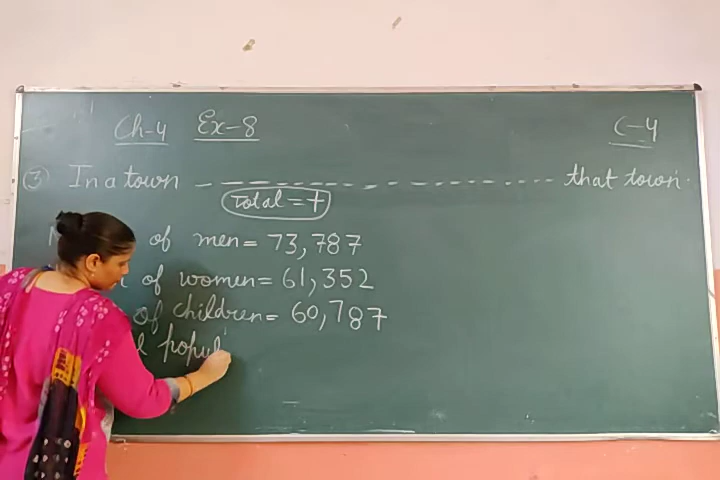 Ch-4 Ex-8 C-4
③ In a town - - - - - - - - - - - - - - - - - - - - - that town.
Total = +
of men = 73,787
of women = 61,352
of children = 60,787
popul